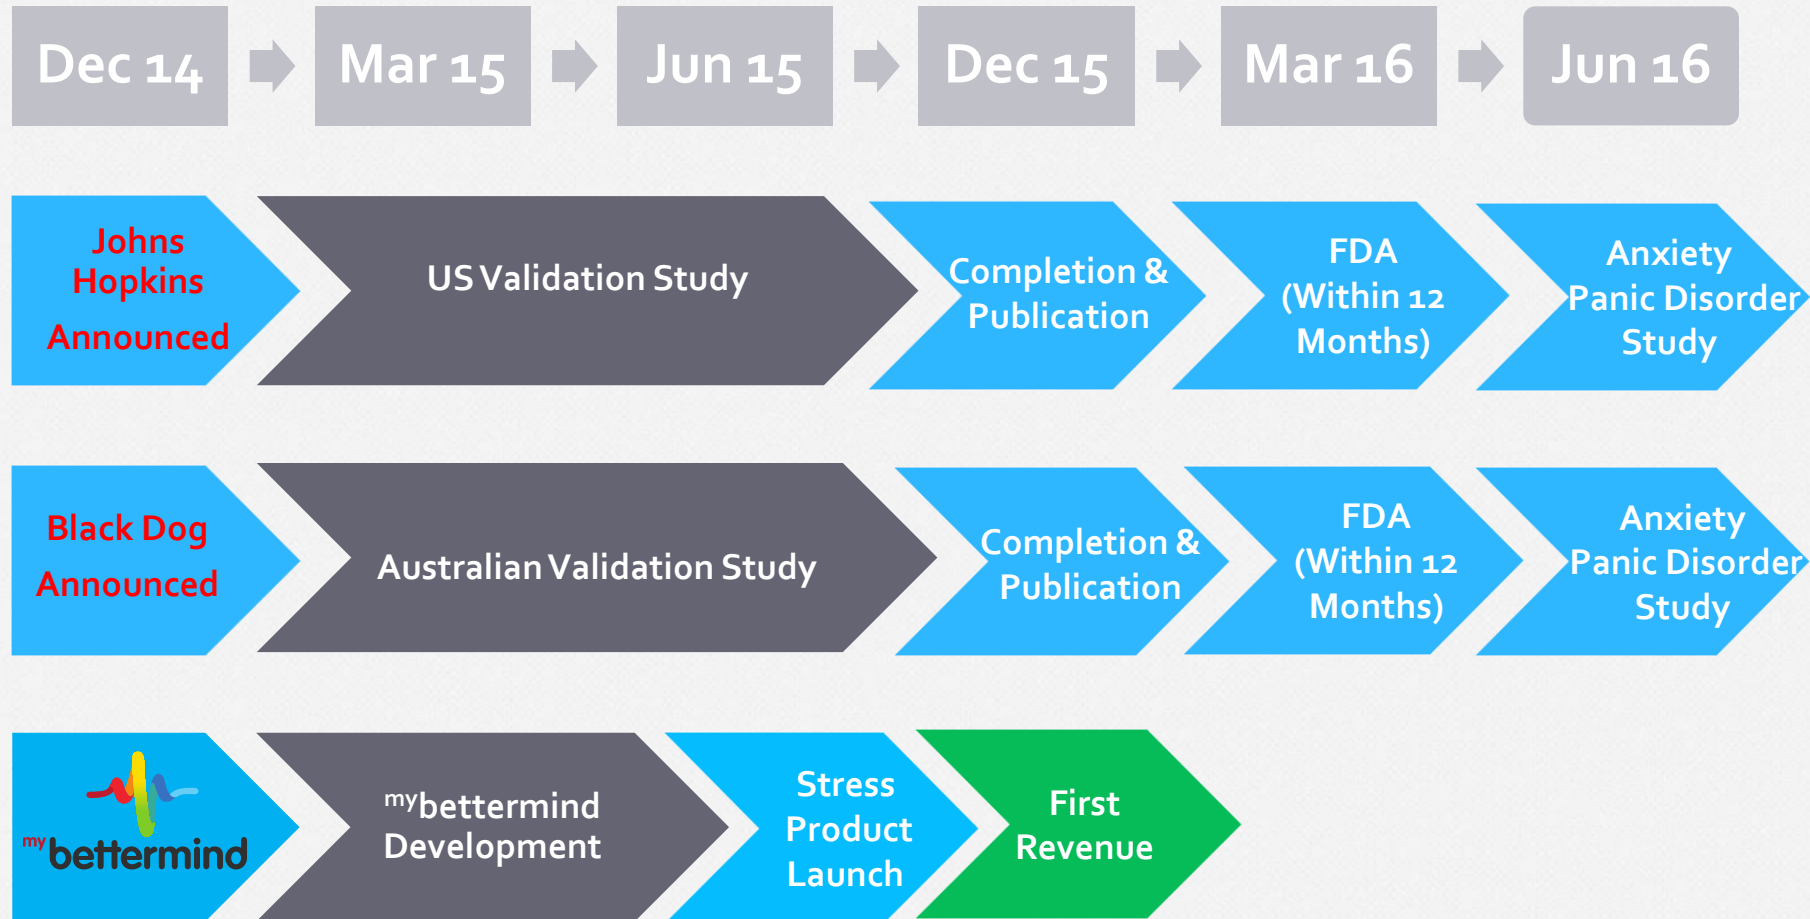 Dec 14
Mar 15
Jun 15
Dec 15
Mar 16
Jun 16
Johns
Hopkins
Announced
US Validation Study
Completion &
Publication
FDA
(Within 12
Months)
Anxiety
Panic Disorder
Study
Black Dog
Announced
Australian Validation Study
Completion &
Publication
FDA
(Within 12
Months)
Anxiety
Panic Disorder
Study
my bettermind
mybettermind
Development
Stress
Product
Launch
First
Revenue